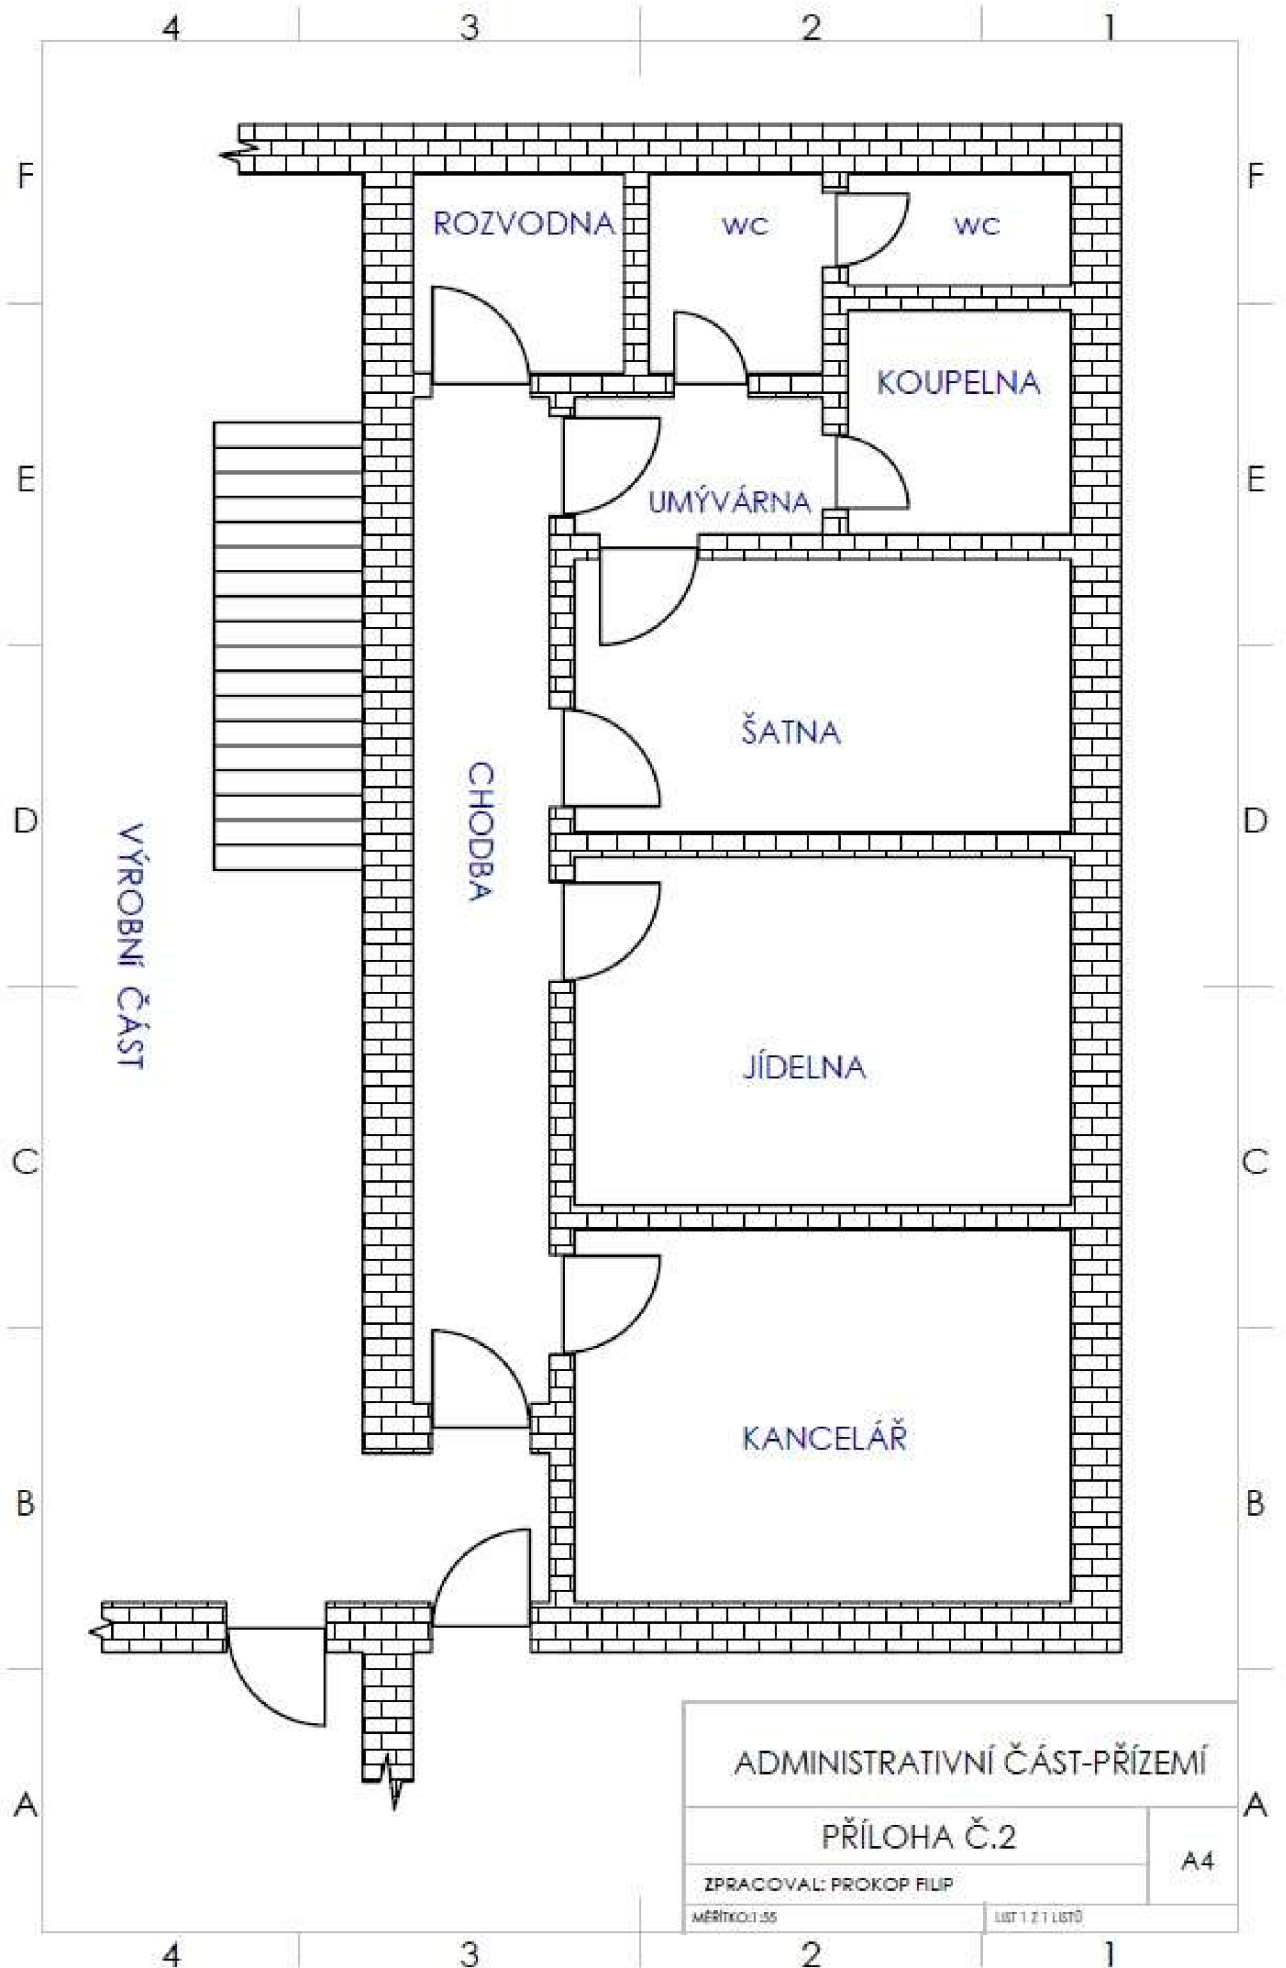 4 3 2 1
F F
ROZVODNA WC WC
KOUPELNA
E E
UMÝVÁRNA
ŠATNA
CHODBA
D D
VÝROBNÍ ČÁST
JÍDELNA
C C
KANCELÁŘ
B B
ADMINISTRATIVNÍ ČÁST-PŘÍZEMÍ
A A
PŘÍLOHA Č.2
A4
ZPRACOVAL: PROKOP FILIP
MĚŘÍTKO:1:55
LIST 1 Z 1 LISTŮ
4 3 2 1